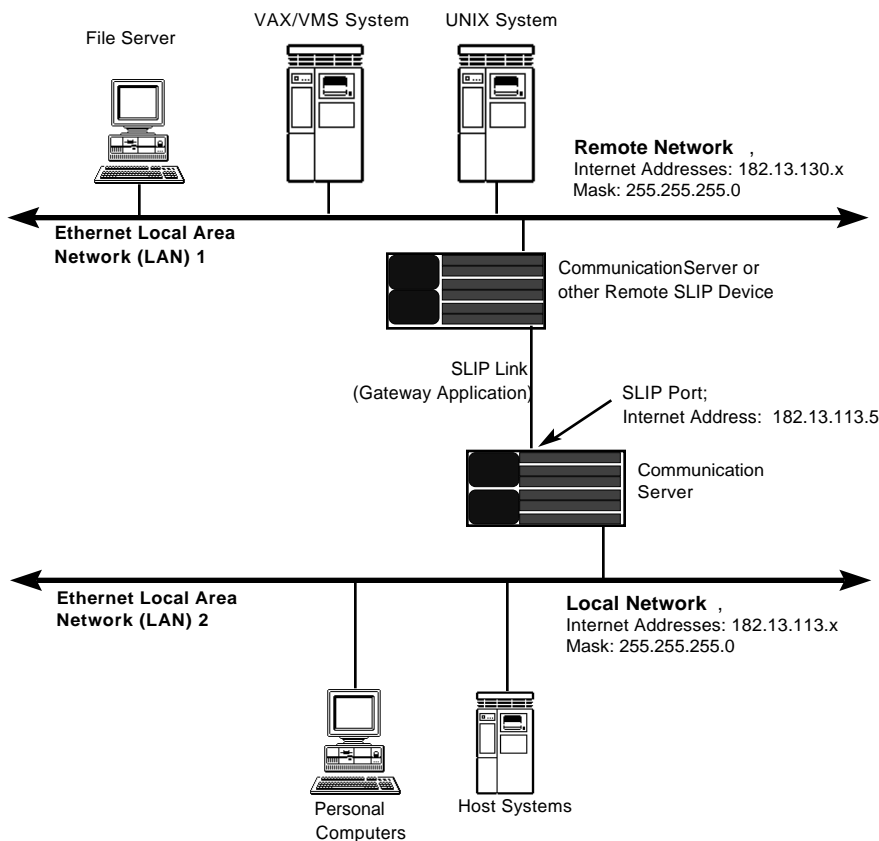 VAX/VMS System
UNIX System
File Server
Remote Network ,
Internet Addresses: 182.13.130.x
Mask: 255.255.255.0
Ethernet Local Area
Network (LAN) 1
CommunicationServer or
other Remote SLIP Device
SLIP Link
(Gateway Application)
SLIP Port;
Internet Address: 182.13.113.5
Communication
Server
Ethernet Local Area
Network (LAN) 2
Local Network ,
Internet Addresses: 182.13.113.x
Mask: 255.255.255.0
Personal
Computers
Host Systems